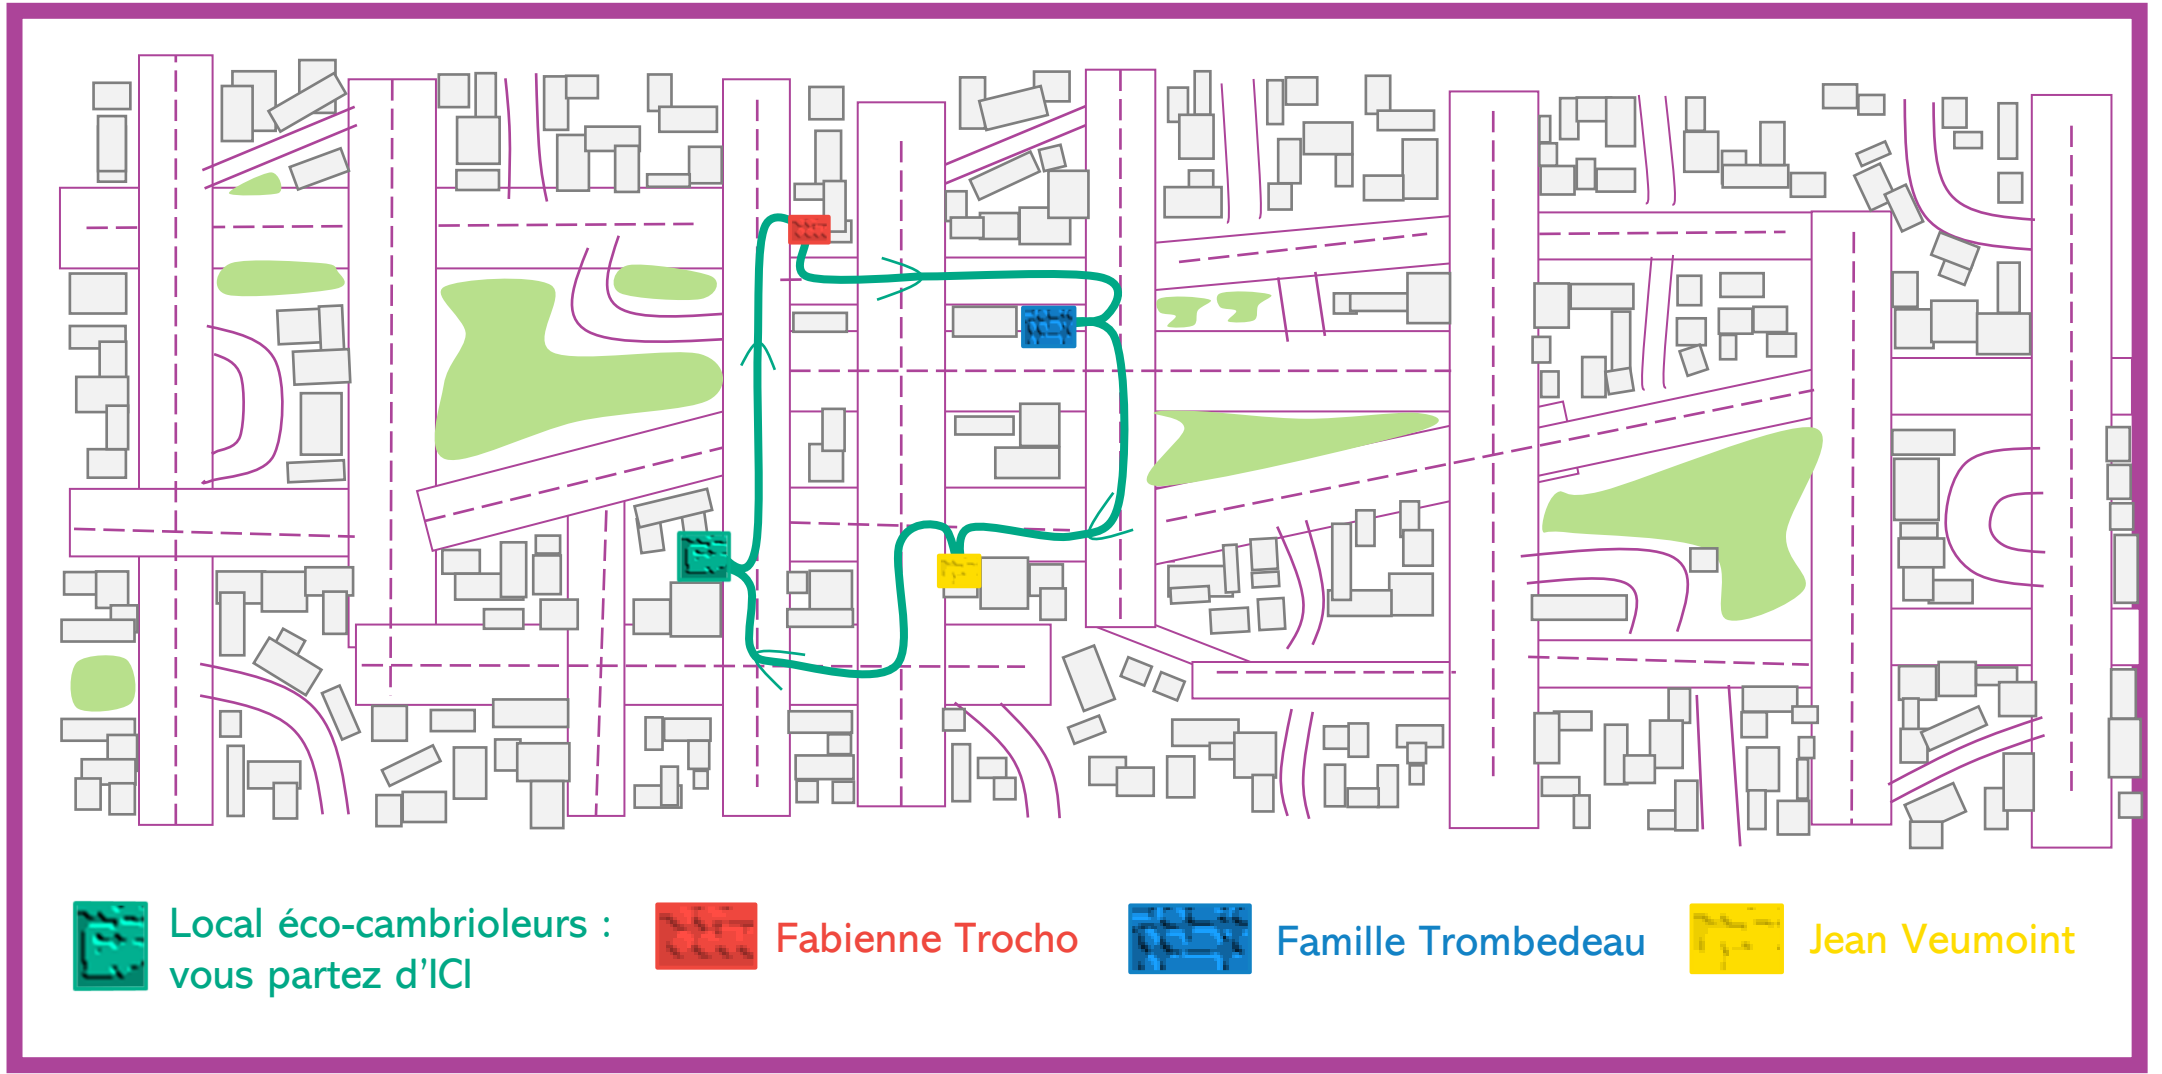 Local éco-cambrioleurs :
vous partez d'ICI
Fabienne Trocho
Famille Trombedeau
Jean Veumoint